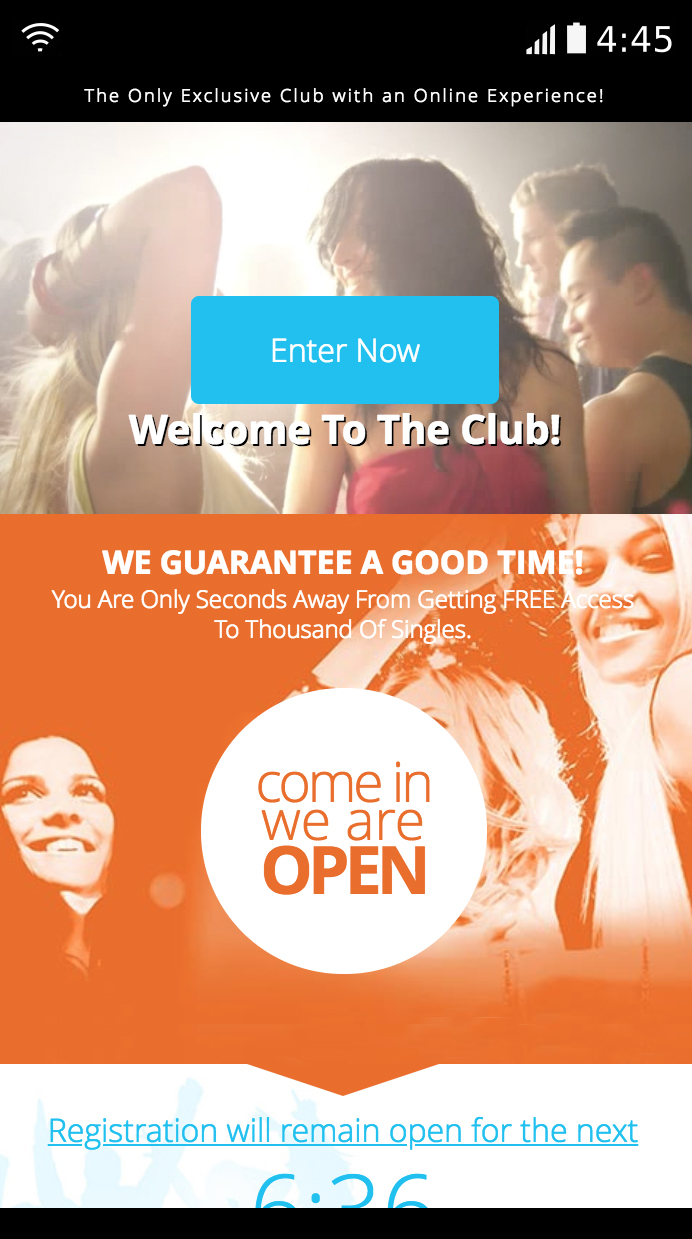 4:45
The Only Exclusive Club with an Online Experience!
Enter Now
Welcome To The Club!
WE GUARANTEE A GOOD TIME!
You Are Only Seconds Away From Getting FREE Access
To Thousand Of Singles.
come in
we are
OPEN
Registration will remain open for the next
6:36